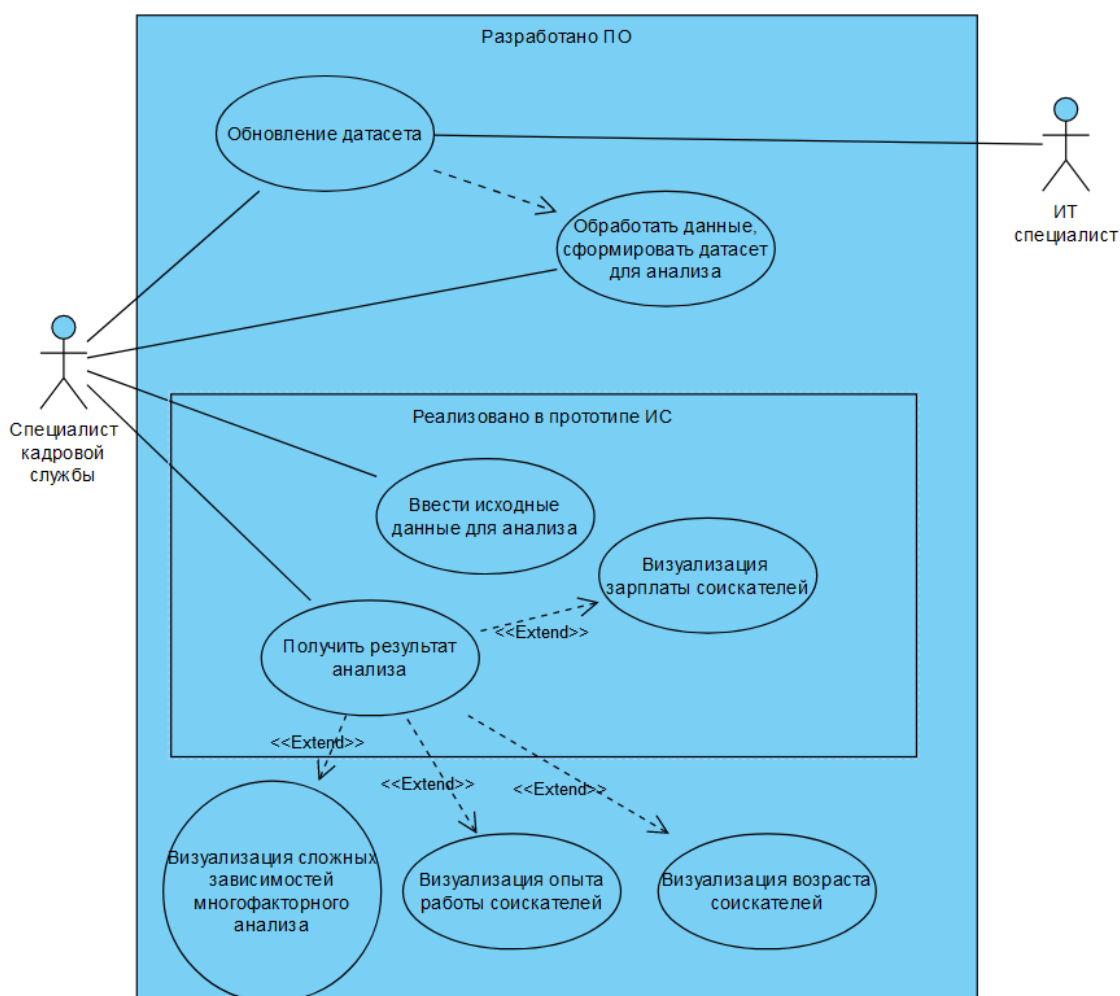 Разработано ПО
Обновление датасета
ИТ
специалист
Обработать данные,
сформировать датасет
для анализа
Специалист
кадровой
службы
Реализовано в прототипе ИС
Ввести исходные
данные для анализа
Визуализация
зарплаты соискателей
<<Extend>>
Получить результат
анализа
<<Extend>>
<<Extend>>
<<Extend>>
Визуализация сложных
зависимостей
многофакторного
анализа
Визуализация опыта
работы соискателей
Визуализация возраста
соискателей